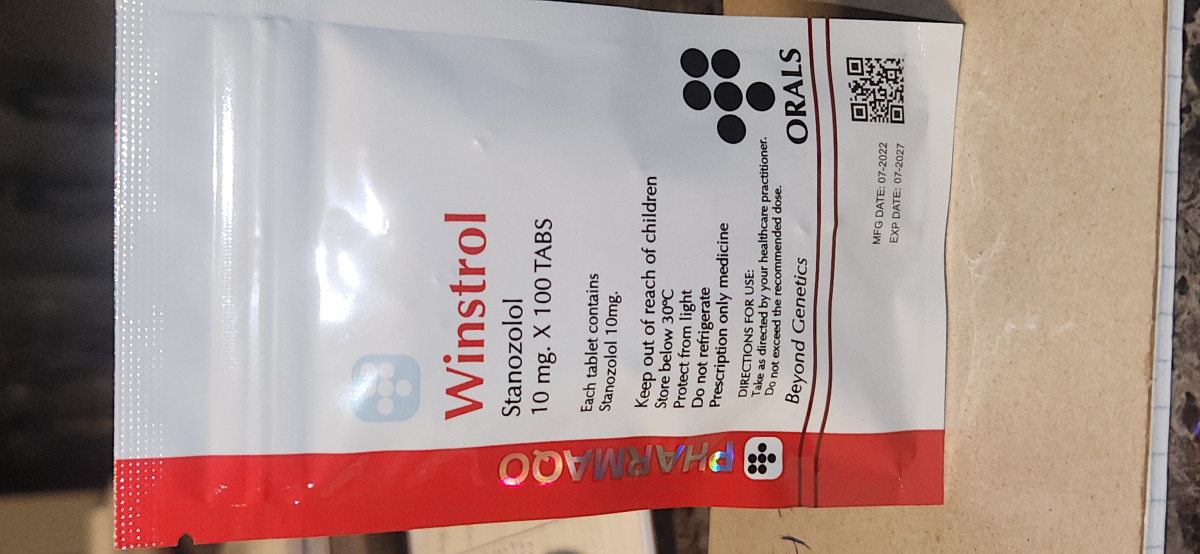 Winstrol
Stanozolol
10 mg. X 100 TABS
Each tablet contains
Stanozolol 10mg.
Keep out of reach of children
Store below 30ºC
Protect from light
Do not refrigerate
Prescription only medicine
DIRECTIONS FOR USE:
Take as directed by your healthcare practitioner.
Do not exceed the recommended dose.
Beyond Genetics
ORALS
PHARMAQO
MFG DATE: 07-2022
EXP DATE: 07-2027